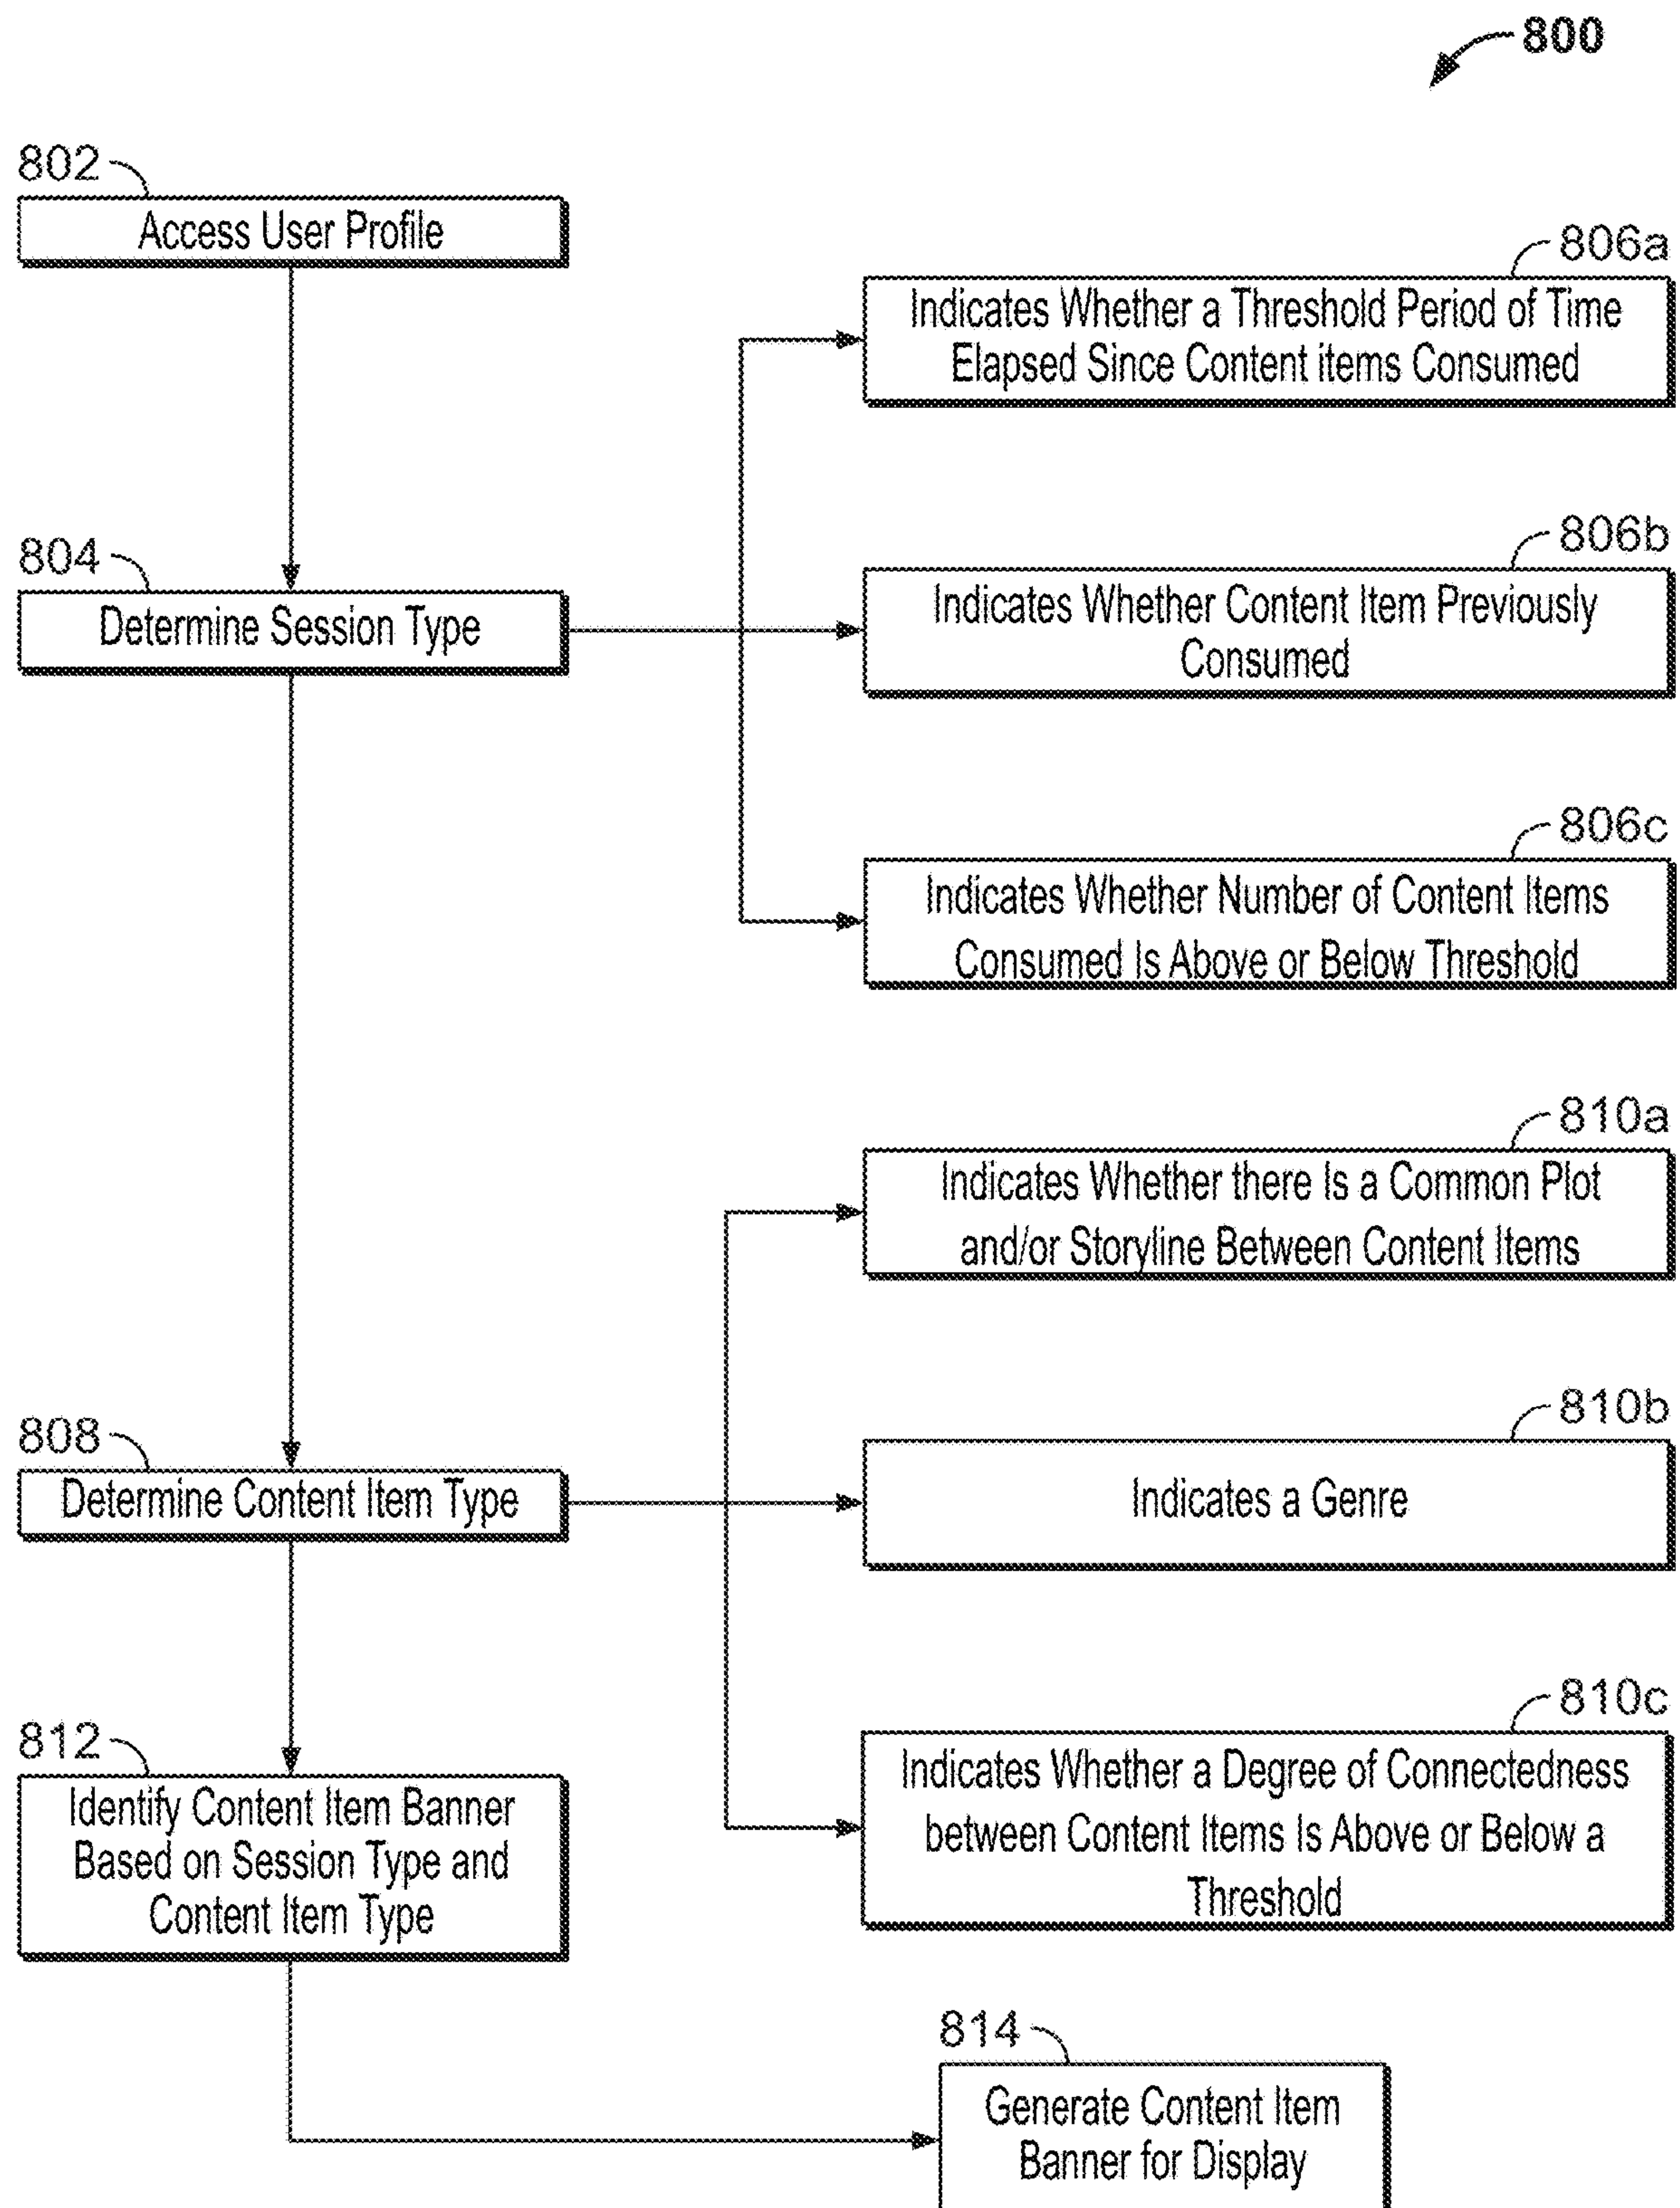 800
802
Access User Profile
806a
Indicates Whether a Threshold Period of Time
Elapsed Since Content items Consumed
804
Determine Session Type
806b
Indicates Whether Content Item Previously
Consumed
806c
Indicates Whether Number of Content Items
Consumed Is Above or Below Threshold
810a
Indicates Whether there Is a Common Plot
and/or Storyline Between Content Items
808
Determine Content Item Type
810b
Indicates a Genre
810c
Indicates Whether a Degree of Connectedness
between Content Items Is Above or Below a
Threshold
812
Identify Content Item Banner
Based on Session Type and
Content Item Type
814
Generate Content Item
Banner for Display